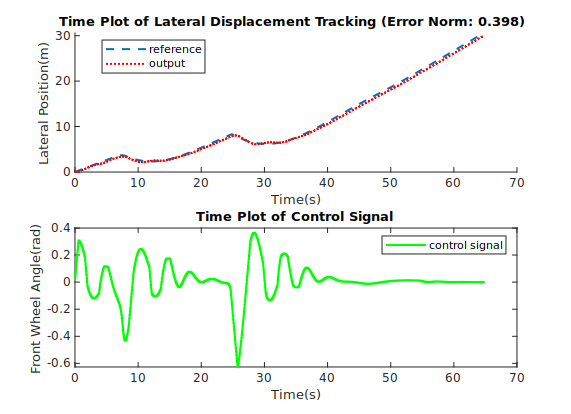 Time Plot of Lateral Displacement Tracking (Error Norm: 0.398)
30
20
10
0
Lateral Position(m)
reference
output
0 10 20 30 40 50 60 70
Time(s)
Time Plot of Control Signal
0.4
0.2
0
-0.2
-0.4
-0.6
Front Wheel Angle(rad)
control signal
0 10 20 30 40 50 60 70
Time(s)